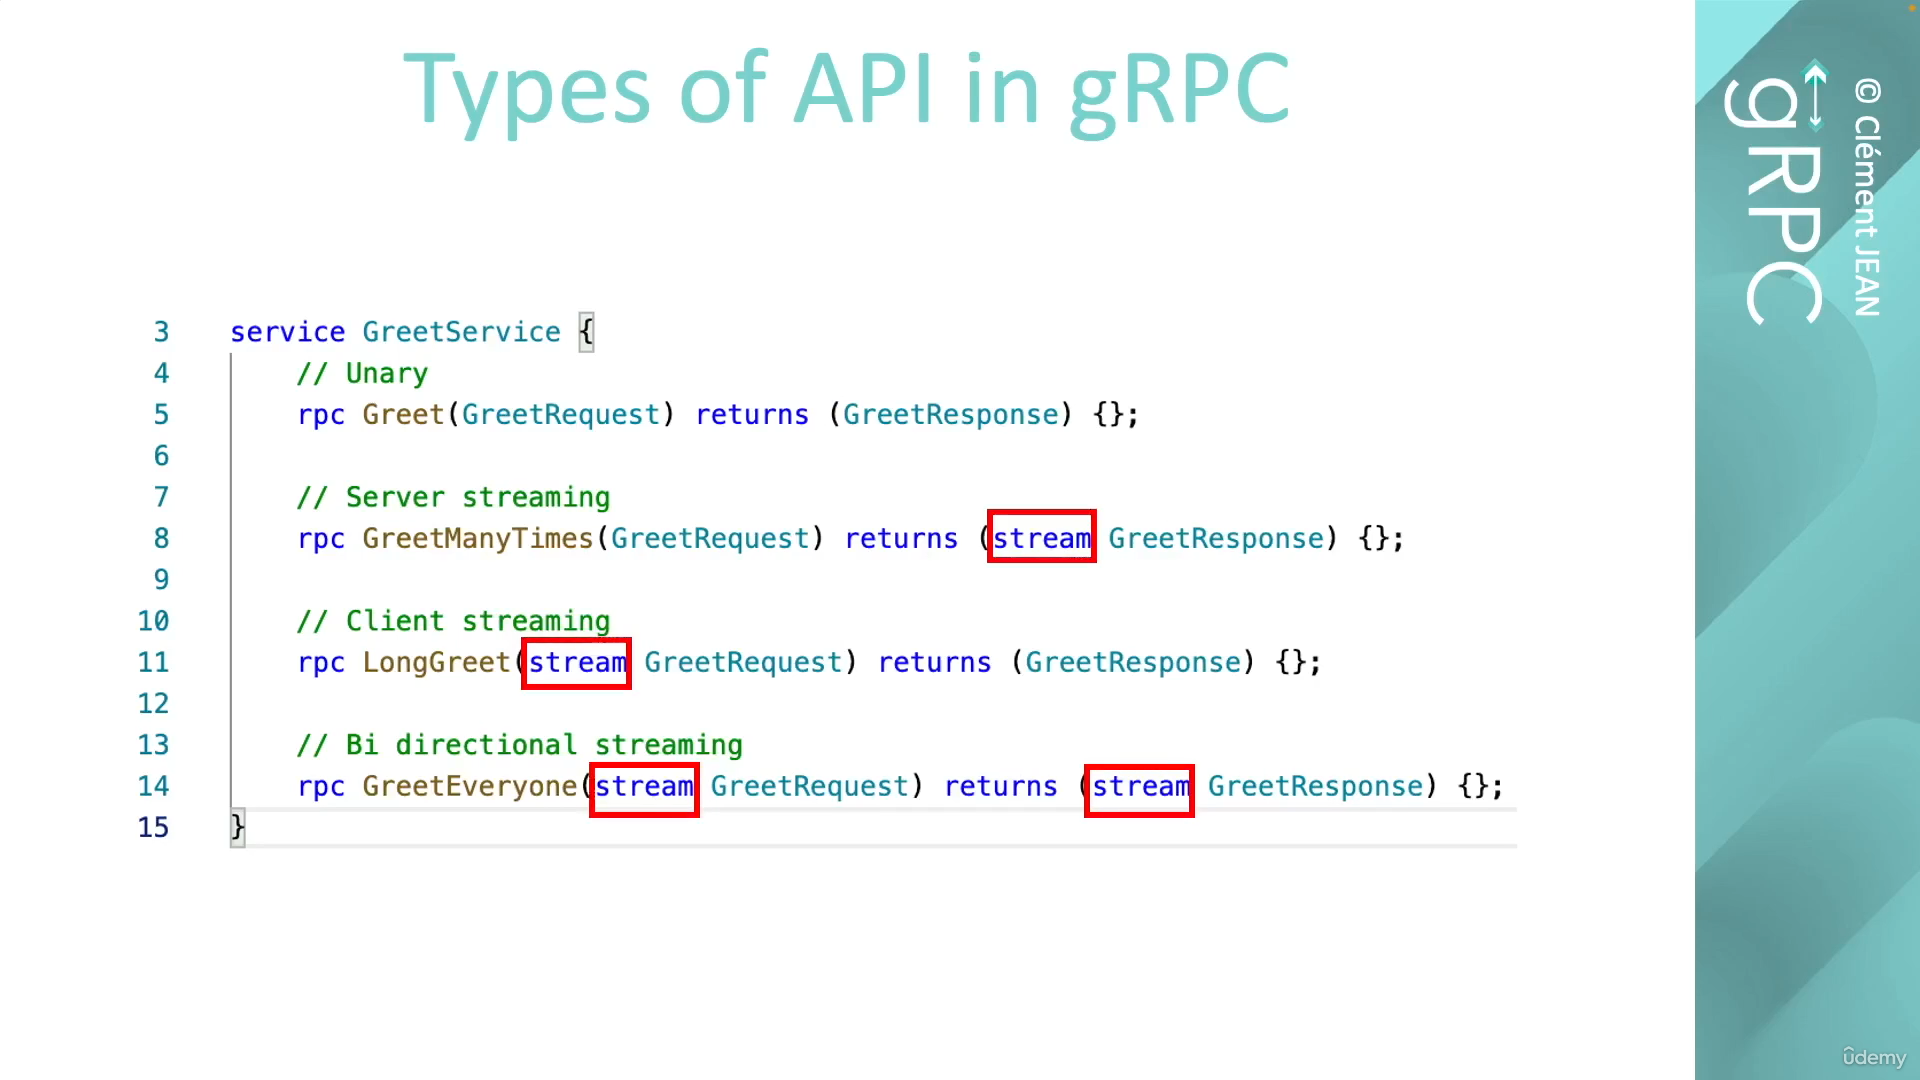 Types of API in gRPC
3 service GreetService {
4 // Unary
5 rpc Greet(GreetRequest) returns (GreetResponse) {};
6
7 // Server streaming
8 rpc GreetManyTimes(GreetRequest) returns (stream GreetResponse) {};
9
10 // Client streaming
11 rpc LongGreet(stream GreetRequest) returns (GreetResponse) {};
12
13 // Bi directional streaming
14 rpc GreetEveryone(stream GreetRequest) returns (stream GreetResponse) {};
15 }
© Clément JEAN
gRPC
udemy